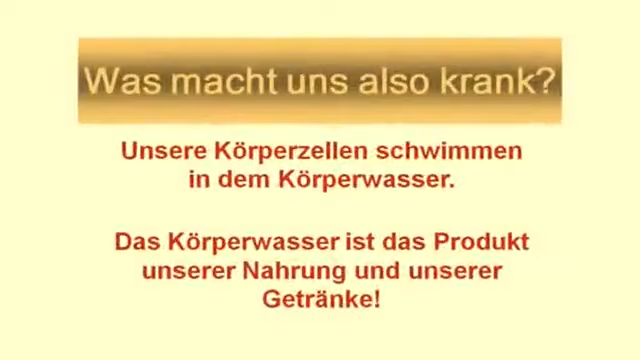 Was macht uns also krank?
Unsere Körperzellen schwimmen
in dem Körperwasser.
Das Körperwasser ist das Produkt
unserer Nahrung und unserer
Getränke!